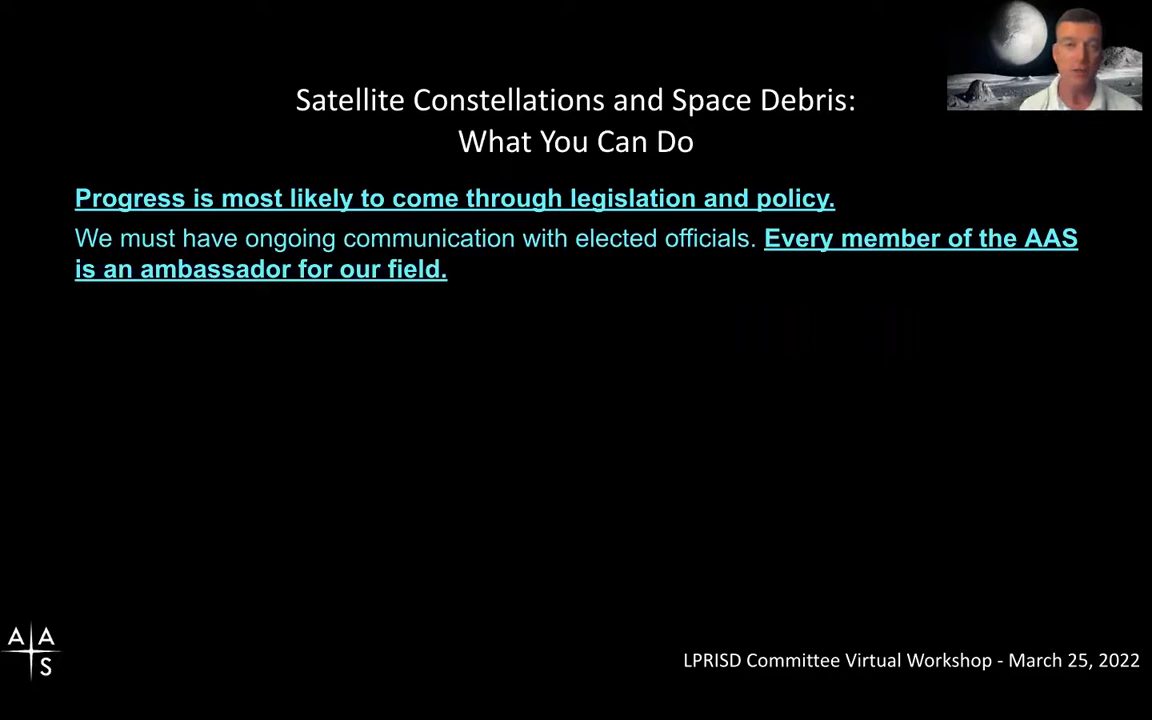 Satellite Constellations and Space Debris:
What You Can Do
Progress is most likely to come through legislation and policy.
We must have ongoing communication with elected officials. Every member of the AAS
is an ambassador for our field.
A A
S
LPRISD Committee Virtual Workshop - March 25, 2022